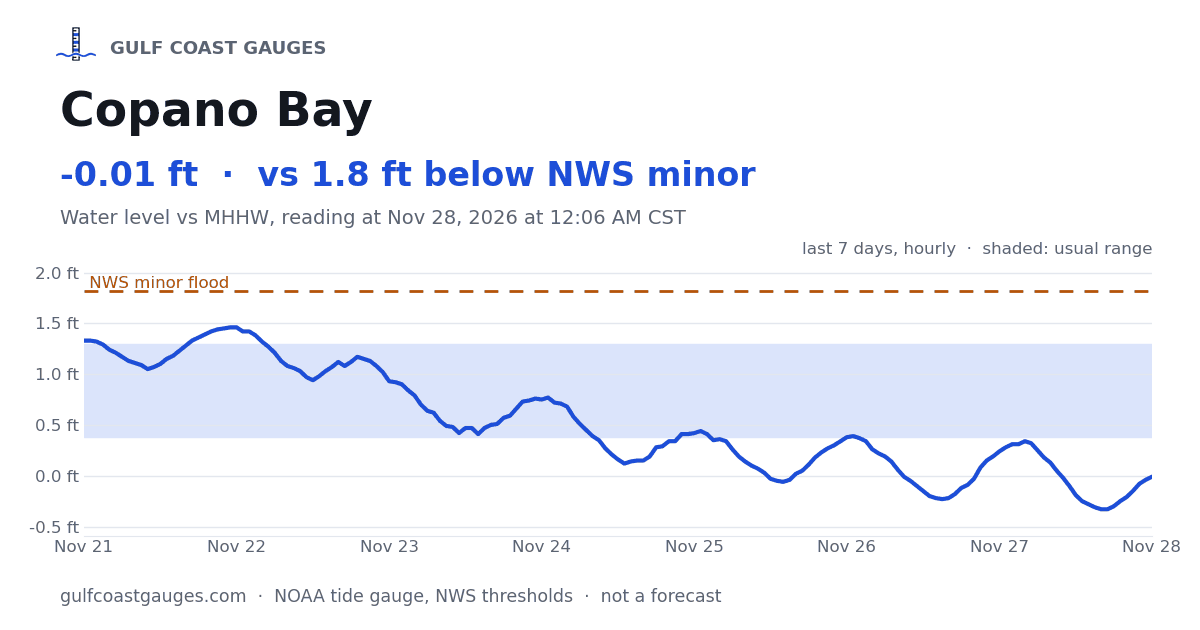 GULF COAST GAUGES
Copano Bay
-0.01 ft · vs 1.8 ft below NWS minor
Water level vs MHHW, reading at Nov 28, 2026 at 12:06 AM CST
last 7 days, hourly · shaded: usual range
2.0 ft
NWS minor flood
1.5 ft
1.0 ft
0.5 ft
0.0 ft
-0.5 ft
Nov 21 Nov 22 Nov 23 Nov 24 Nov 25 Nov 26 Nov 27 Nov 28
gulfcoastgauges.com · NOAA tide gauge, NWS thresholds · not a forecast